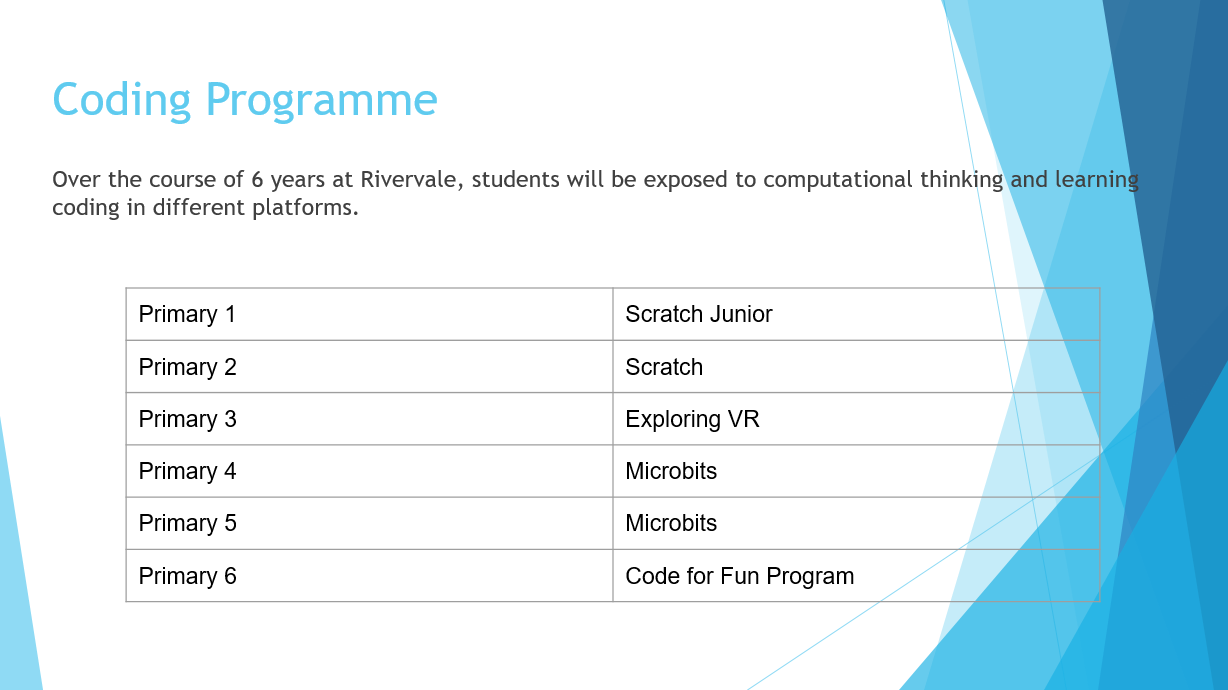 Coding Programme
Over the course of 6 years at Rivervale, students will be exposed to computational thinking and learning
coding in different platforms.
Primary 1 Scratch Junior
Primary 2 Scratch
Primary 3 Exploring VR
Primary 4 Microbits
Primary 5 Microbits
Primary 6 Code for Fun Program